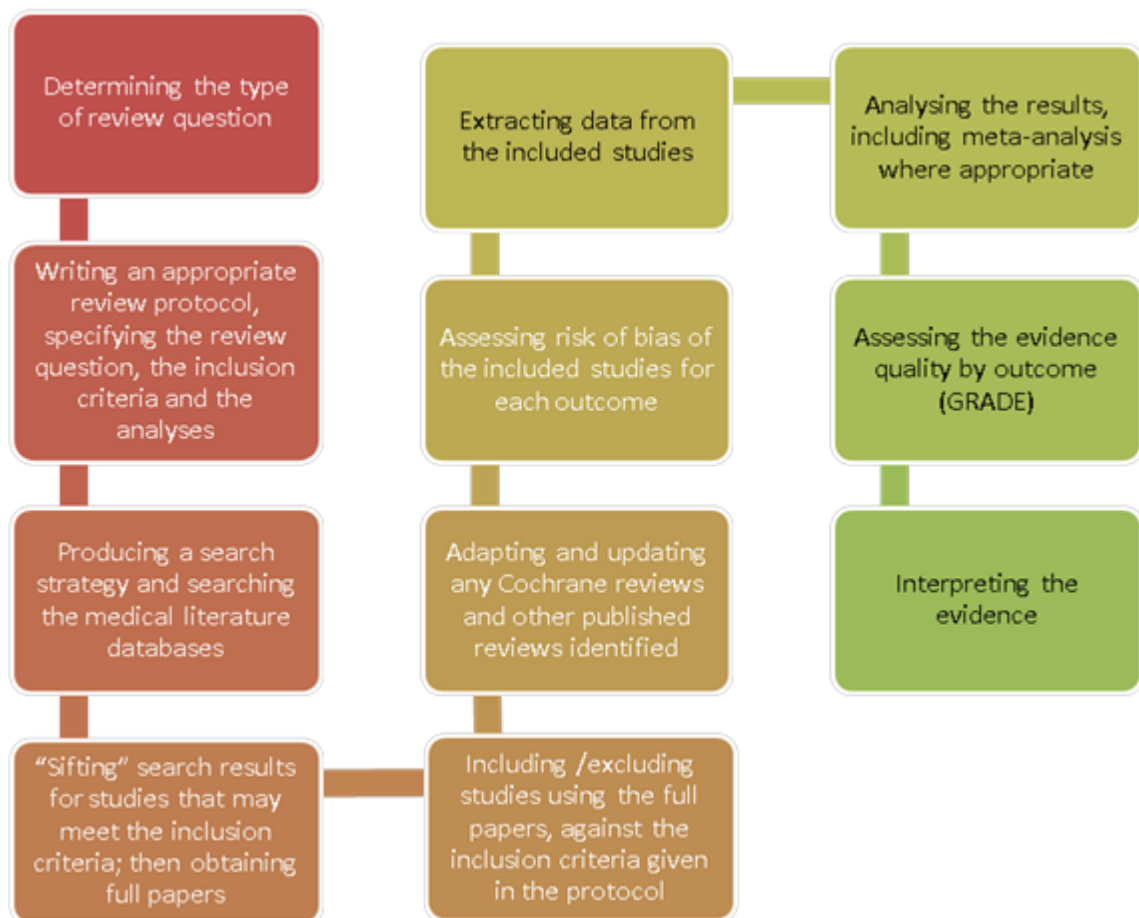 Determining the type
of review question
Writing an appropriate
review protocol,
specifying the review
question, the inclusion
criteria and the
analyses
Producing a search
strategy and searching
the medical literature
databases
“Sifting” search results
for studies that may
meet the inclusion
criteria; then obtaining
full papers
Including /excluding
studies using the full
papers, against the
inclusion criteria given
in the protocol
Adapting and updating
any Cochrane reviews
and other published
reviews identified
Assessing risk of bias of
the included studies for
each outcome
Extracting data from
the included studies
Analysing the results,
including meta-analysis
where appropriate
Assessing the evidence
quality by outcome
(GRADE)
Interpreting the
evidence